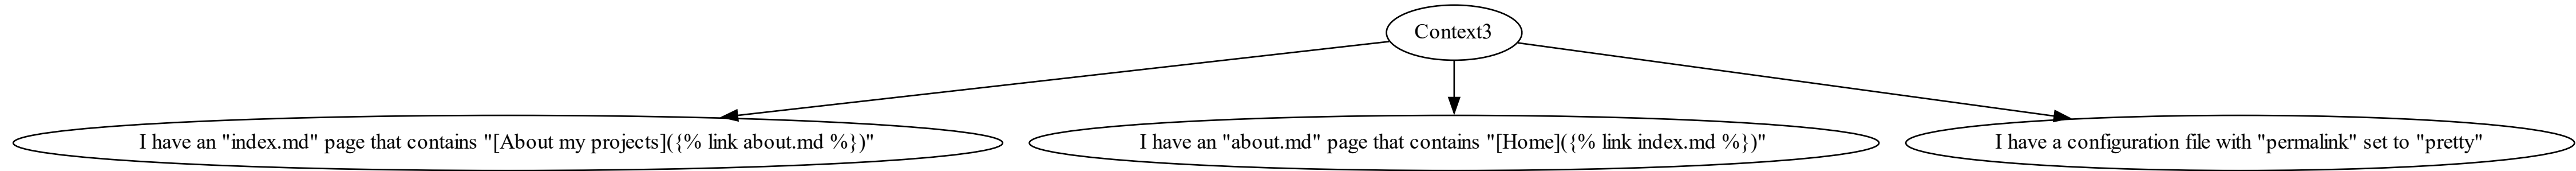 Context3
I have an "index.md" page that contains "[About my projects]({% link about.md %})"
I have an "about.md" page that contains "[Home]({% link index.md %})"
I have a configuration file with "permalink" set to "pretty"